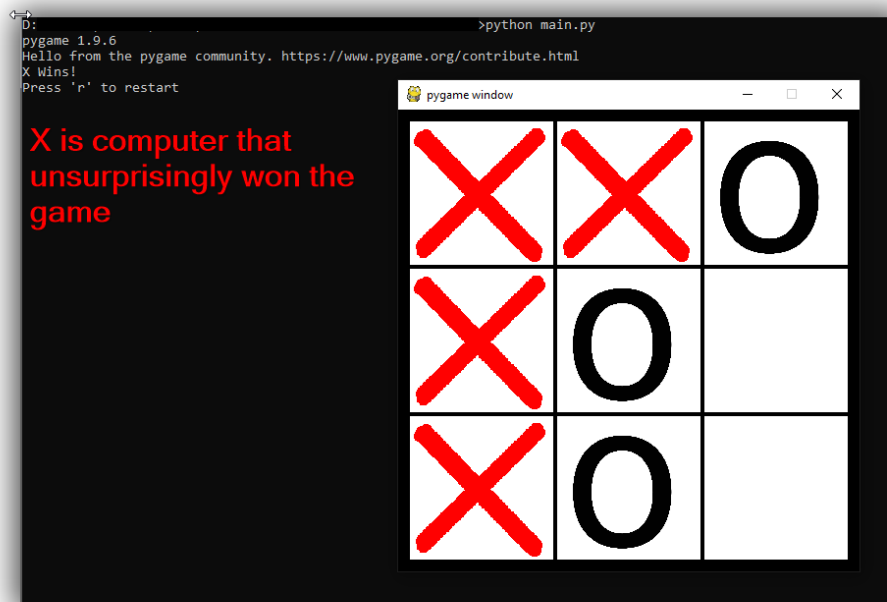 D: >python main.py
pygame 1.9.6
Hello from the pygame community. https://www.pygame.org/contribute.html
X Wins!
Press 'r' to restart
pygame window
X is computer that
unsurprisingly won the
game
X X O
X O
X O